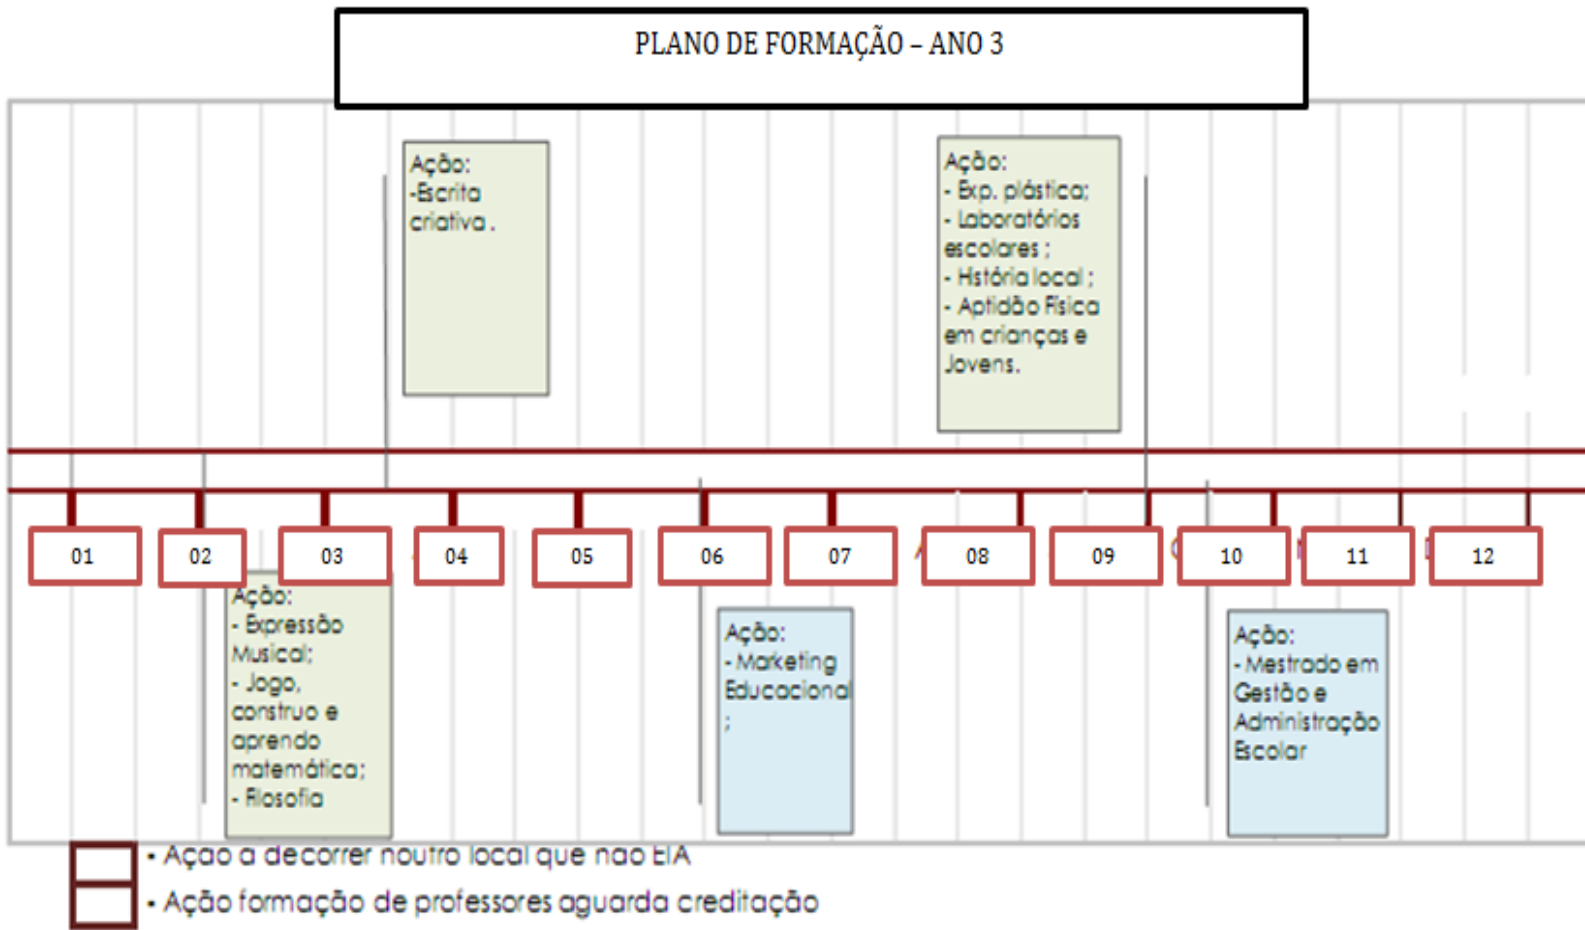 PLANO DE FORMAÇÃO – ANO 3
Ação:
-Escrita
criativa .
Ação:
- Exp. plástica;
- Laboratórios
escolares ;
- História local ;
- Aptidão Física
em crianças e
Jovens.
01
02
03
04
05
06
07
08
09
10
11
12
Ação:
- Expressão
Musical;
- Jogo,
construo e
aprendo
matemática;
- Filosofia
Ação:
- Marketing
Educacional
;
Ação:
- Mestrado em
Gestão e
Administração
Escolar
- Ação a decorrer noutro local que não EIA
- Ação formação de professores aguarda creditação